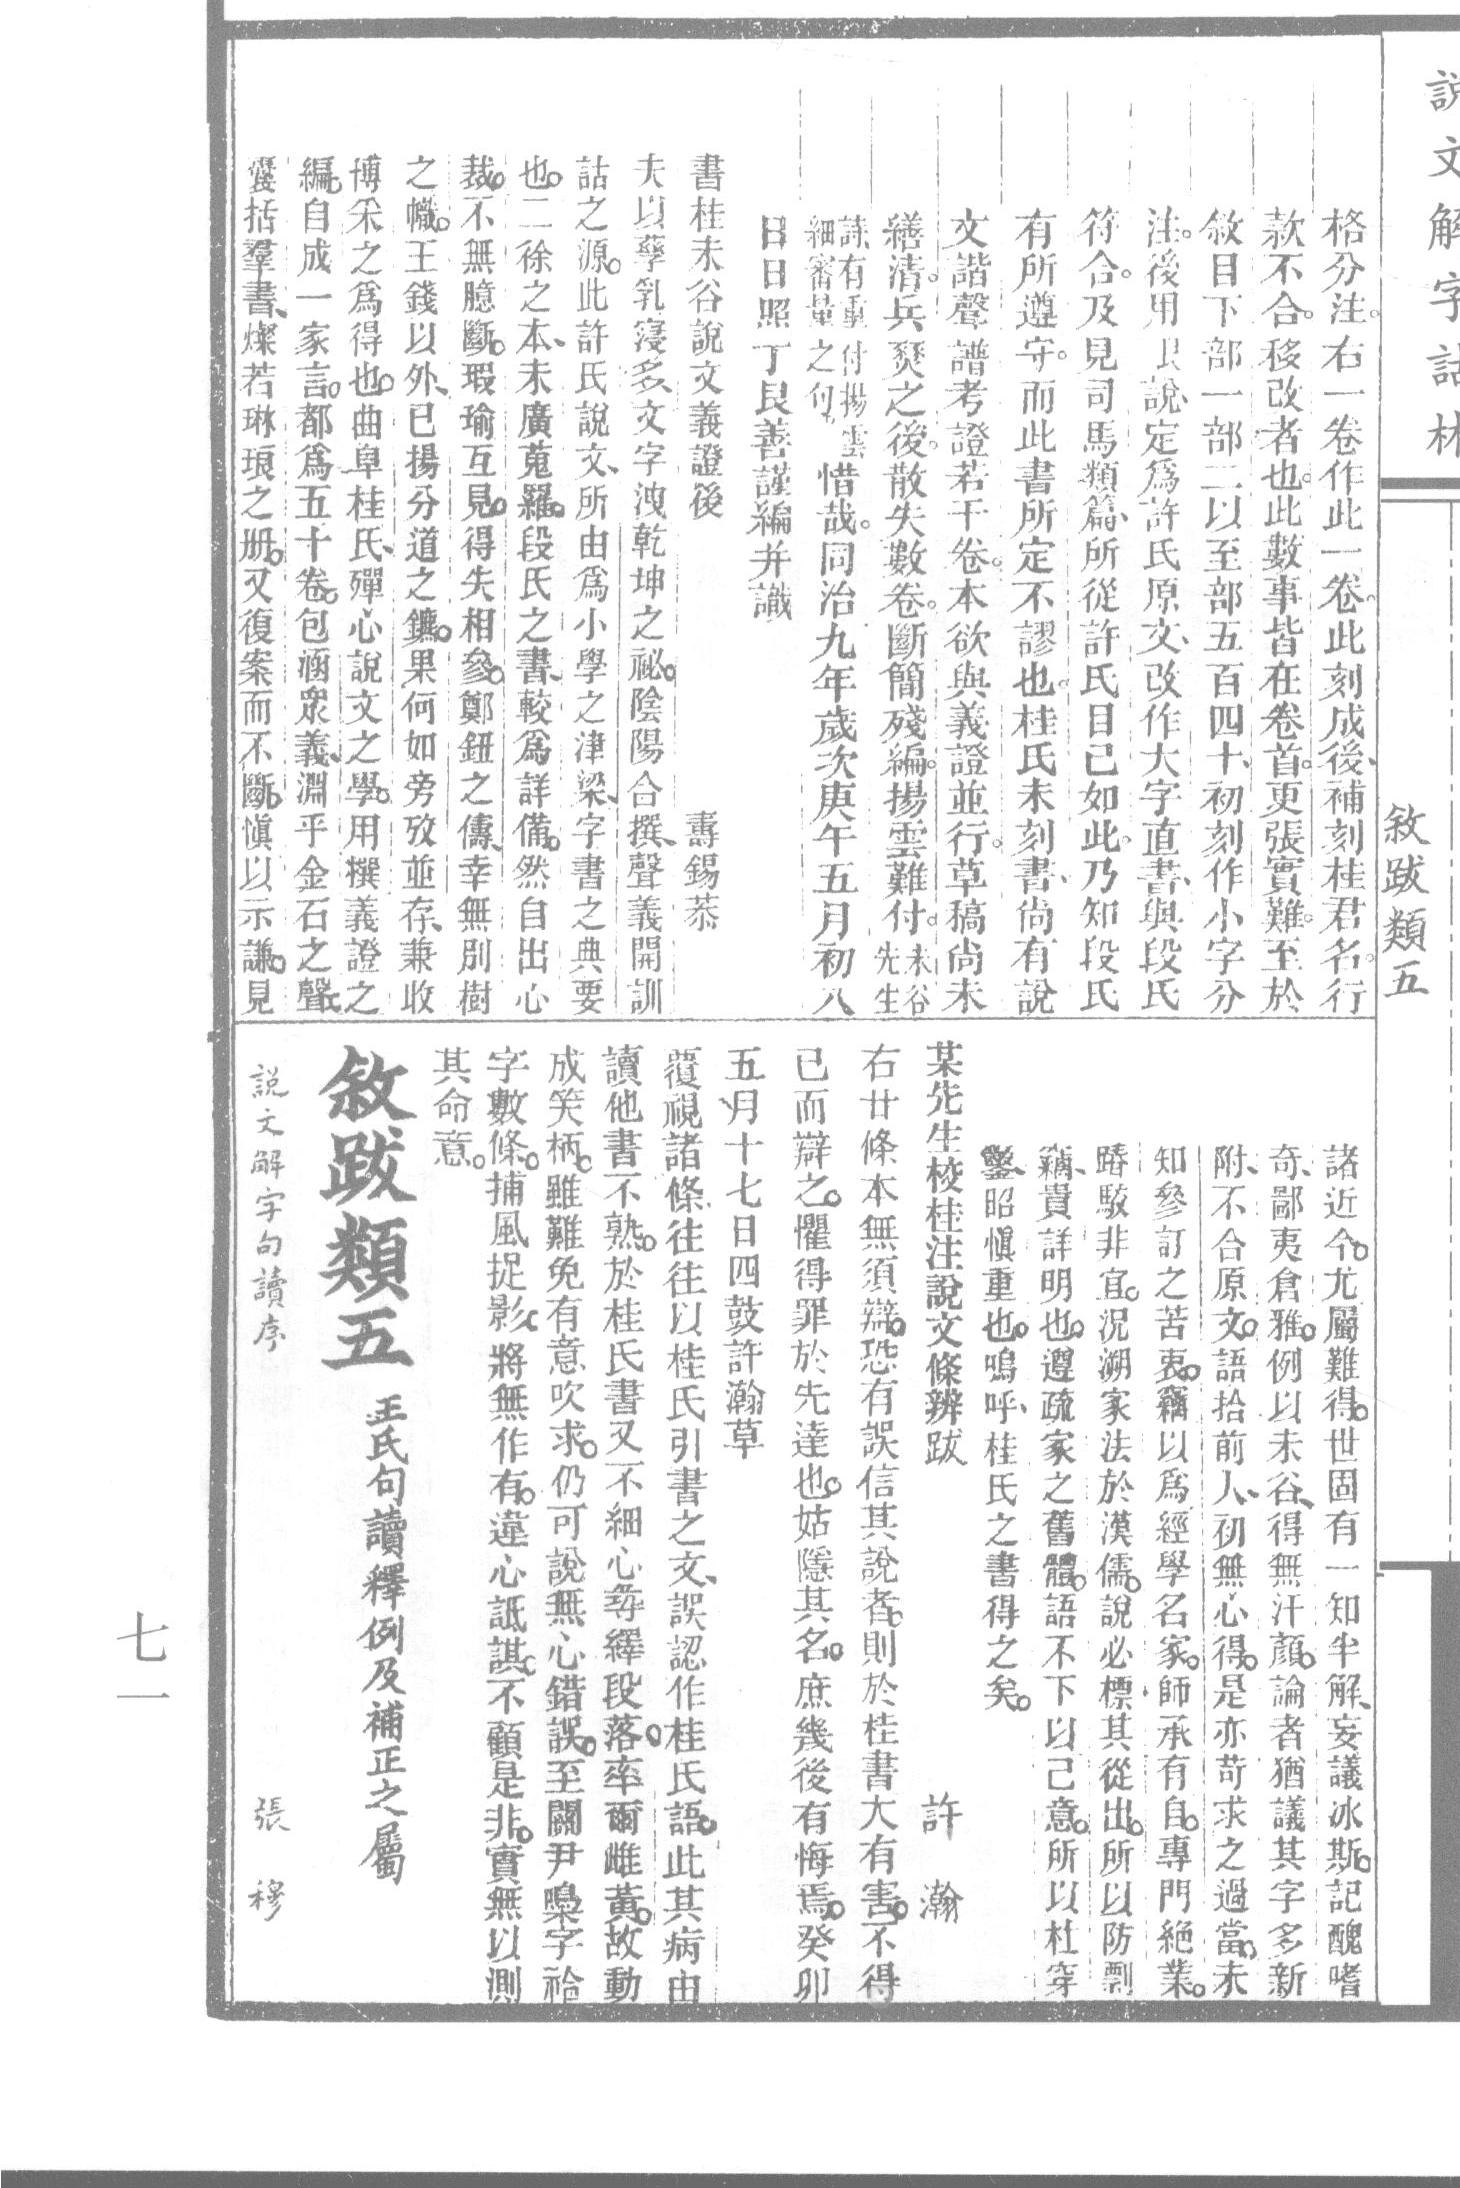 說文解字詁林
敘跋類五
格分注右一卷作此一卷此刻成後補刻桂君名行
款不合移改者也此數事皆在卷首更張實難至於
敘目下部一部二以至部五百四十初刻作小字分
注後用艮說定為許氏原文改作大字直書與段氏
符合及見司馬類篇所從許氏目已如此乃知段氏
有所遵守而此書所定不謬也桂氏未刻書尚有說
文諧聲譜考證若干卷本欲與義證並行草稿尚未
繕清兵燹之後散失數卷斷簡殘編揚雲難付未谷先生
詩有重付揚雲細審量之句惜哉同治九年歲次庚午五月初八
日日照丁艮善謹編并識
書桂未谷說文義證後
壽錫恭
夫以孳乳寖多文字洩乾坤之祕陰陽合撰聲義開訓
詁之源此許氏說文所由為小學之津梁字書之典要
也二徐之本未廣蒐羅段氏之書較為詳備然自出心
裁不無臆斷瑕瑜互見得失相參鄭鈕之儔幸無別樹
之幟王錢以外已揚分道之鑣果何如旁攷並存兼收
博采之為得也曲阜桂氏殫心說文之學用撰義證之
編自成一家言都為五十卷包涵眾義淵乎金石之聲
囊括羣書燦若琳琅之册又復案而不斷愼以示謙見
諸近今尤屬難得世固有一知半解妄議冰斯記醜嗜
奇鄙夷倉雅例以未谷得無汗顏論者猶議其字多新
附不合原文語拾前人初無心得是亦苛求之過當未
知參訂之苦衷竊以為經學名家師承有自專門絕業
蹖駁非宜況溯家法於漢儒說必標其從出所以防剽
竊貴詳明也遵疏家之舊體語不下以己意所以杜穿
鑿昭愼重也嗚呼桂氏之書得之矣
某先生校桂注說文條辨跋
許瀚
右廿條本無須辯恐有誤信其說者則於桂書大有害不得
已而辯之懼得罪於先達也姑隱其名庶幾後有悔焉癸卯
五月十七日四鼓許瀚草
覆視諸條往往以桂氏引書之文誤認作桂氏語此其病由
讀他書不熟於桂氏書又不細心尋繹段落率爾雌黃故動
成笑柄雖難免有意吹求仍可說無心錯誤至關尹梟字祫
字數條捕風捉影將無作有違心詆諆不顧是非實無以測
其命意
敘跋類五 王氏句讀釋例及補正之屬
說文解字句讀序
張穆
七一